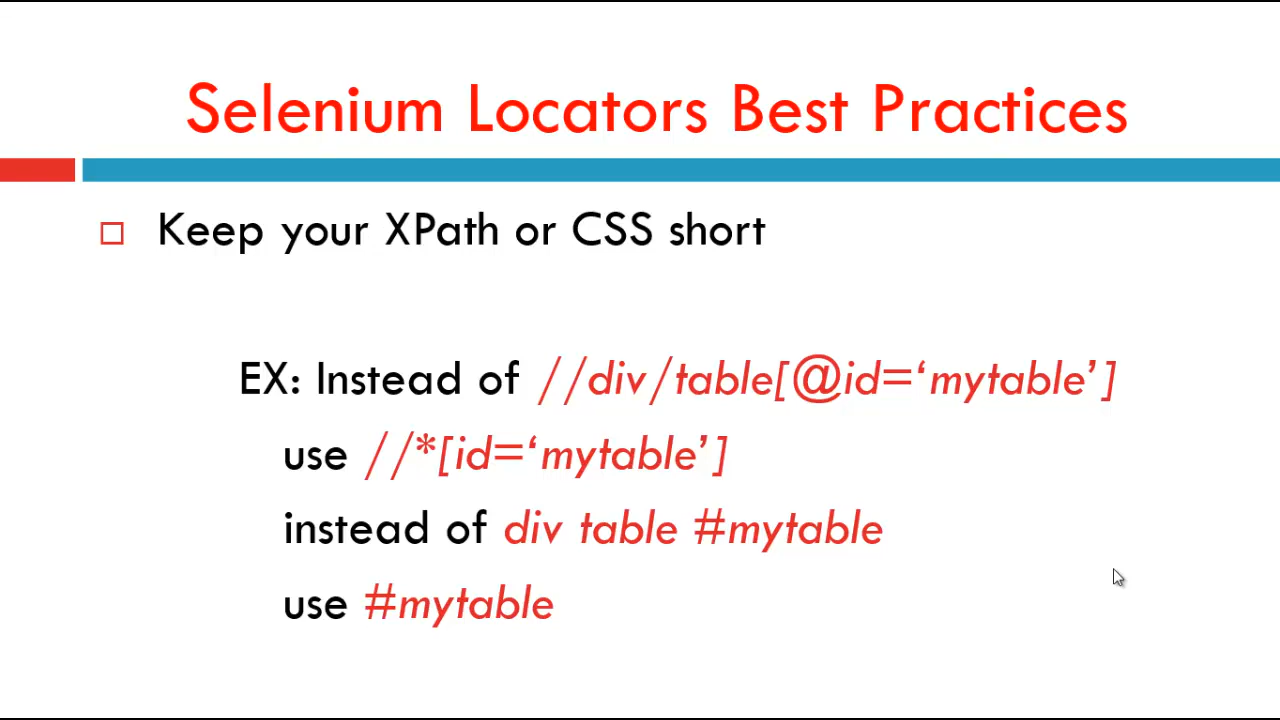 Selenium Locators Best Practices
Keep your XPath or CSS short
EX: Instead of //div/table[@id=‘mytable’]
use //*[id=‘mytable’]
instead of div table #mytable
use #mytable